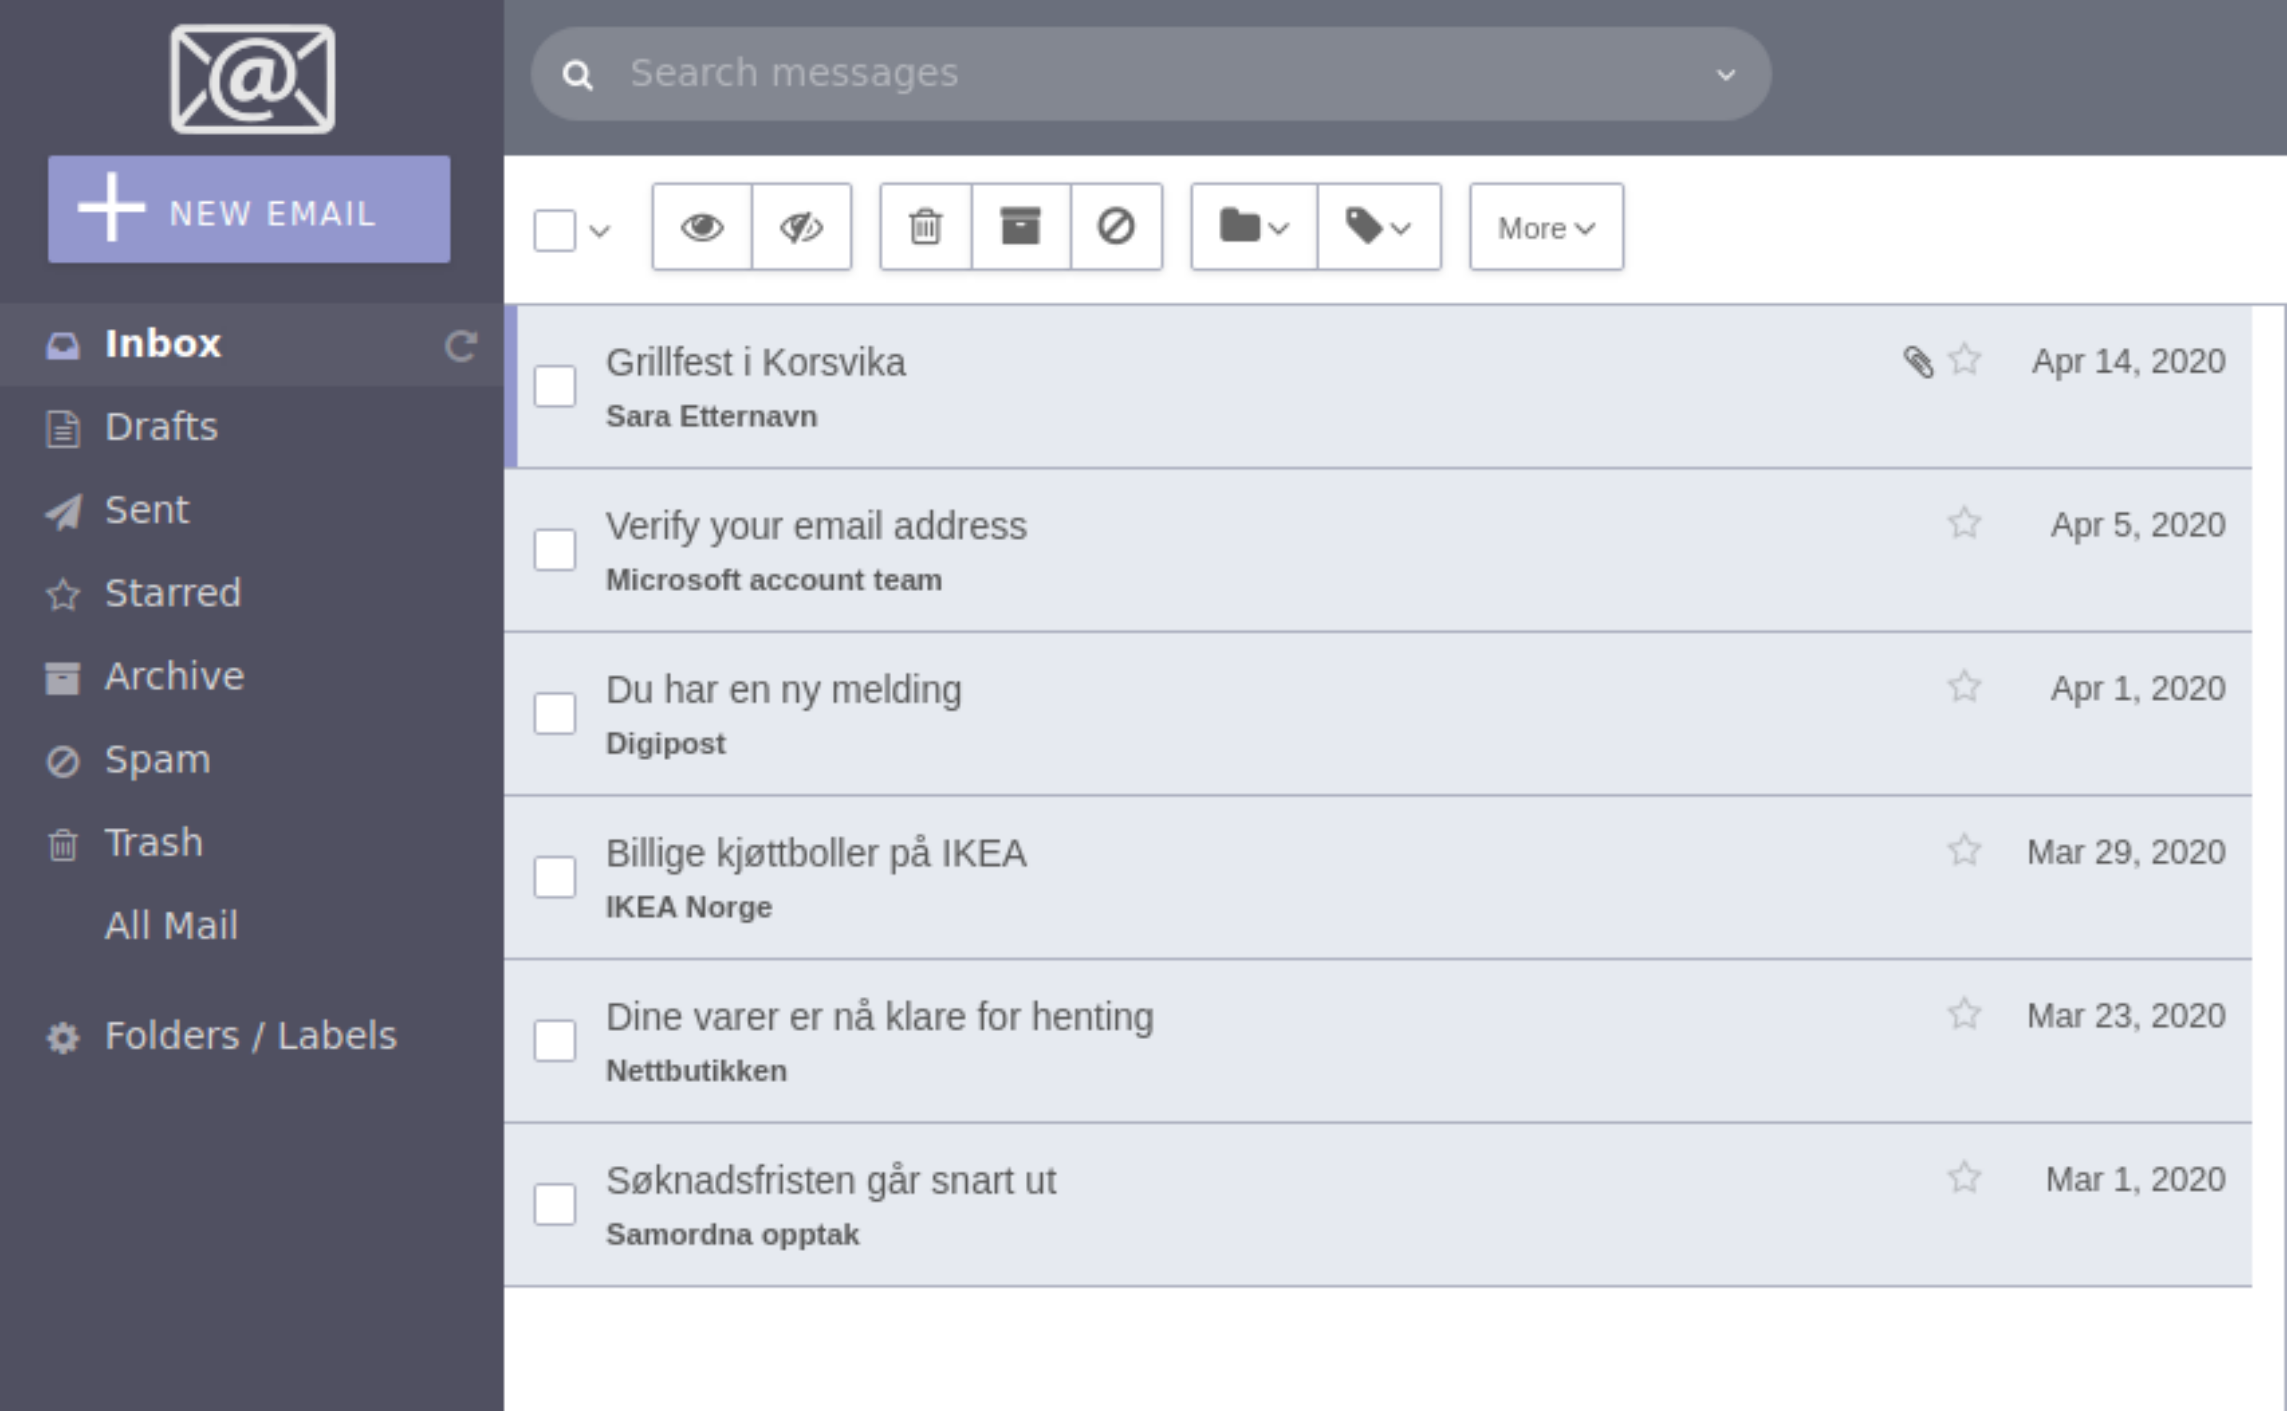 @
NEW EMAIL
Inbox
Drafts
Sent
Starred
Archive
Spam
Trash
All Mail
Folders / Labels
Search messages
More
Grillfest i Korsvika
Apr 14, 2020
Sara Etternavn
Verify your email address
Apr 5, 2020
Microsoft account team
Du har en ny melding
Apr 1, 2020
Digipost
Billige kjøttboller på IKEA
Mar 29, 2020
IKEA Norge
Dine varer er nå klare for henting
Mar 23, 2020
Nettbutikken
Søknadsfristen går snart ut
Mar 1, 2020
Samordna opptak